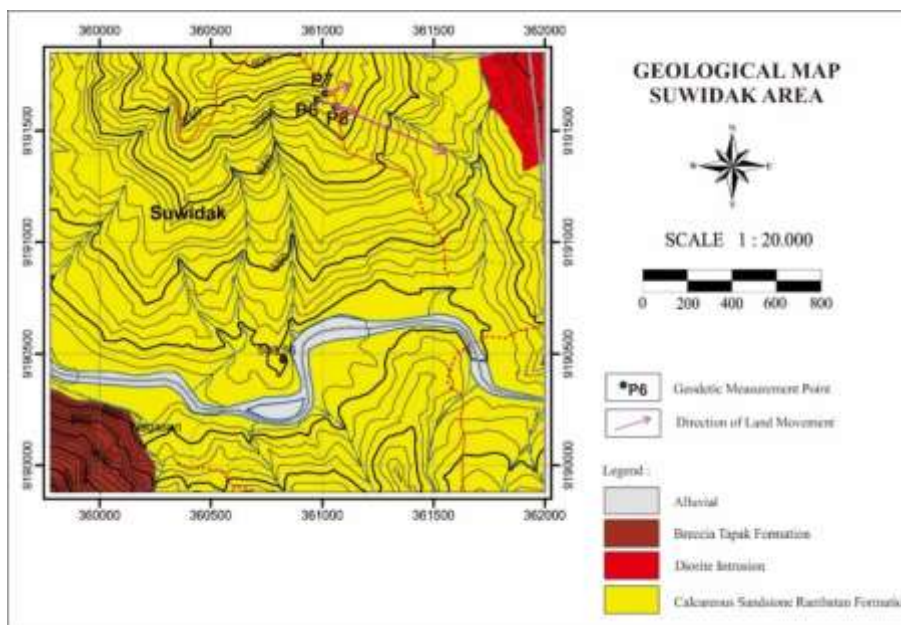 360000 360500 361000 361500 362000
GEOLOGICAL MAP
SUWIDAK AREA
N
W
E
S
SCALE 1 : 20.000
0 200 400 600 800
9191500
9191000
9190500
9190000
9191500
9191000
9190500
9190000
P7
P6
P8
Suwidak
360000 360500 361000 361500 362000
P6 Geodetic Measurement Point
Direction of Land Movement
Legend :
Alluvial
Breccia Tapak Formation
Diorite Intrusion
Calcareous Sandstone Rambatan Formatio